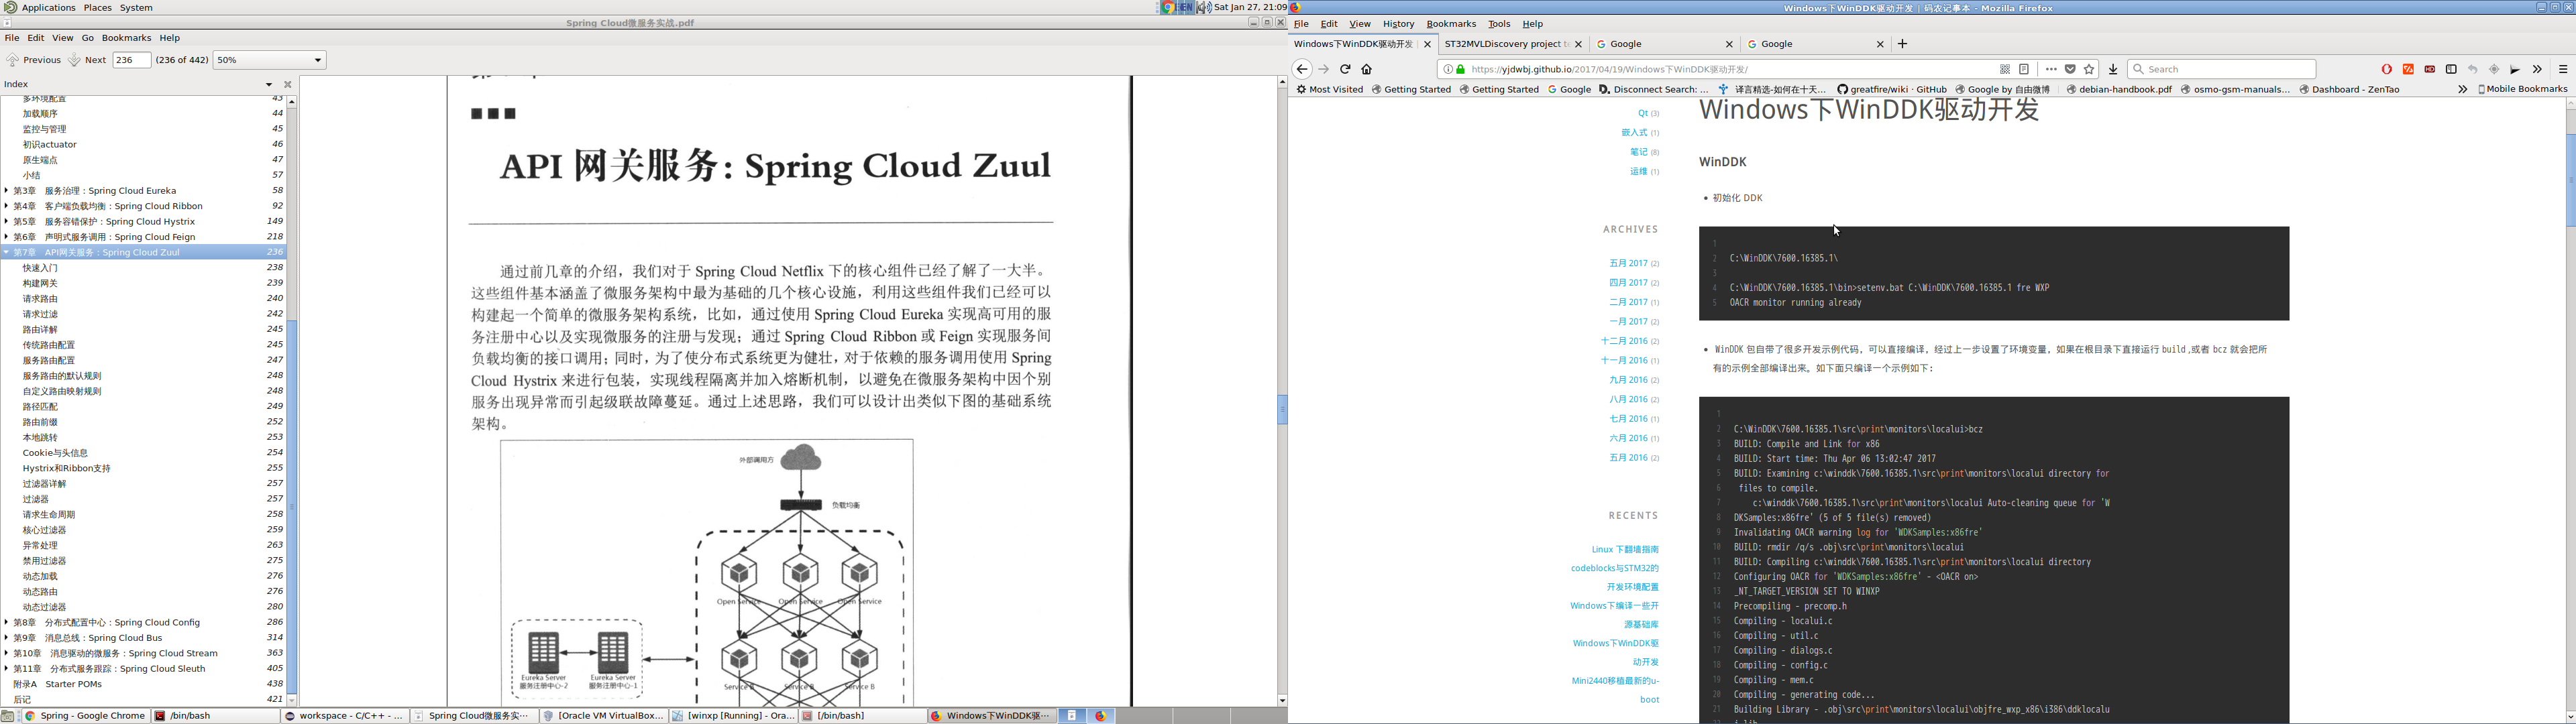 Applications Places System
EN
Sat Jan 27, 21:09
Spring Cloud微服务实战.pdf
File Edit View Go Bookmarks Help
Previous Next 236 (236 of 442) 50%
Index
多环境配置 43
加载顺序 44
监控与管理 45
初识actuator 46
原生端点 47
小结 57
第3章 服务治理：Spring Cloud Eureka 58
第4章 客户端负载均衡：Spring Cloud Ribbon 92
第5章 服务容错保护：Spring Cloud Hystrix 149
第6章 声明式服务调用：Spring Cloud Feign 218
第7章 API网关服务：Spring Cloud Zuul 236
快速入门 238
构建网关 239
请求路由 240
请求过滤 242
路由详解 245
传统路由配置 245
服务路由配置 247
服务路由的默认规则 248
自定义路由映射规则 248
路径匹配 249
路由前缀 252
本地跳转 253
Cookie与头信息 254
Hystrix和Ribbon支持 255
过滤器详解 257
过滤器 257
请求生命周期 258
核心过滤器 259
异常处理 263
禁用过滤器 275
动态加载 276
动态路由 276
动态过滤器 280
第8章 分布式配置中心：Spring Cloud Config 286
第9章 消息总线：Spring Cloud Bus 314
第10章 消息驱动的微服务：Spring Cloud Stream 363
第11章 分布式服务跟踪：Spring Cloud Sleuth 405
附录A Starter POMs 438
后记 421
API 网关服务: Spring Cloud Zuul
通过前几章的介绍，我们对于 Spring Cloud Netflix 下的核心组件已经了解了一大半。
这些组件基本涵盖了微服务架构中最为基础的几个核心设施，利用这些组件我们已经可以
构建起一个简单的微服务架构系统，比如，通过使用 Spring Cloud Eureka 实现高可用的服
务注册中心以及实现微服务的注册与发现；通过 Spring Cloud Ribbon 或 Feign 实现服务间
负载均衡的接口调用；同时，为了使分布式系统更为健壮，对于依赖的服务调用使用 Spring
Cloud Hystrix 来进行包装，实现线程隔离并加入熔断机制，以避免在微服务架构中因个别
服务出现异常而引起级联故障蔓延。通过上述思路，我们可以设计出类似下图的基础系统
架构。
外部调用方
负载均衡
Open Service Open Service Open Service
Eureka Server Eureka Server
服务注册中心-2 服务注册中心-1
Service B Service B Service B
Spring - Google Chrome /bin/bash workspace - C/C++ - ... Spring Cloud微服务实··· [Oracle VM VirtualBox... [winxp [Running] - Ora... [/bin/bash] Windows下WinDDK驱···
Windows下WinDDK驱动开发 | 码农记事本 - Mozilla Firefox
File Edit View History Bookmarks Tools Help
Windows下WinDDK驱动开发 ST32MVLDiscovery project t Google Google
https://yjdwbj.github.io/2017/04/19/Windows下WinDDK驱动开发/ Search
Most Visited Getting Started Getting Started Google Disconnect Search: ... 译言精选-如何在十天... greatfire/wiki · GitHub Google by 自由微博 debian-handbook.pdf osmo-gsm-manuals... Dashboard - ZenTao Mobile Bookmarks
Qt (3)
嵌入式 (1)
笔记 (8)
运维 (1)
ARCHIVES
五月 2017 (2)
四月 2017 (2)
二月 2017 (1)
一月 2017 (2)
十二月 2016 (2)
十一月 2016 (1)
九月 2016 (2)
八月 2016 (2)
七月 2016 (1)
六月 2016 (1)
五月 2016 (2)
RECENTS
Linux 下翻墙指南
codeblocks与STM32的
开发环境配置
Windows下编译一些开
源基础库
Windows下WinDDK驱
动开发
Mini2440移植最新的u-
boot
Windows下WinDDK驱动开发
WinDDK
初始化 DDK
1
2 C:\WinDDK\7600.16385.1\
3
4 C:\WinDDK\7600.16385.1\bin>setenv.bat C:\WinDDK\7600.16385.1 fre WXP
5 OACR monitor running already
WinDDK 包自带了很多开发示例代码，可以直接编译，经过上一步设置了环境变量，如果在根目录下直接运行 build ,或者 bcz 就会把所
有的示例全部编译出来。如下面只编译一个示例如下：
1
2 C:\WinDDK\7600.16385.1\src\print\monitors\localui>bcz
3 BUILD: Compile and Link for x86
4 BUILD: Start time: Thu Apr 06 13:02:47 2017
5 BUILD: Examining c:\winddk\7600.16385.1\src\print\monitors\localui directory for
6 files to compile.
7 c:\winddk\7600.16385.1\src\print\monitors\localui Auto-cleaning queue for 'W
8 DKSamples:x86fre' (5 of 5 file(s) removed)
9 Invalidating OACR warning log for 'WDKSamples:x86fre'
10 BUILD: rmdir /q/s .obj\src\print\monitors\localui
11 BUILD: Compiling c:\winddk\7600.16385.1\src\print\monitors\localui directory
12 Configuring OACR for 'WDKSamples:x86fre' - <OACR on>
13 _NT_TARGET_VERSION SET TO WINXP
14 Precompiling - precomp.h
15 Compiling - localui.c
16 Compiling - util.c
17 Compiling - dialogs.c
18 Compiling - config.c
19 Compiling - mem.c
20 Compiling - generating code...
21 Building Library - .obj\src\print\monitors\localui\objfre_wxp_x86\i386\ddklocalu